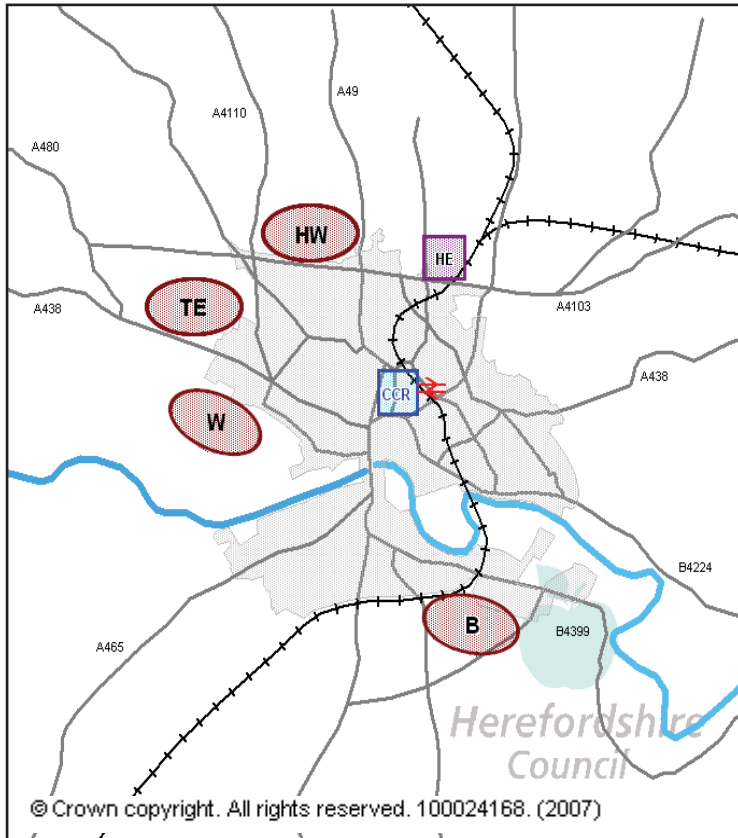 A49
A4110
A480
HW
HE
TE
A438
A4103
CCR
A438
W
B4224
B
B4399
A465
Herefordshire
Council
© Crown copyright. All rights reserved. 100024168. (2007)